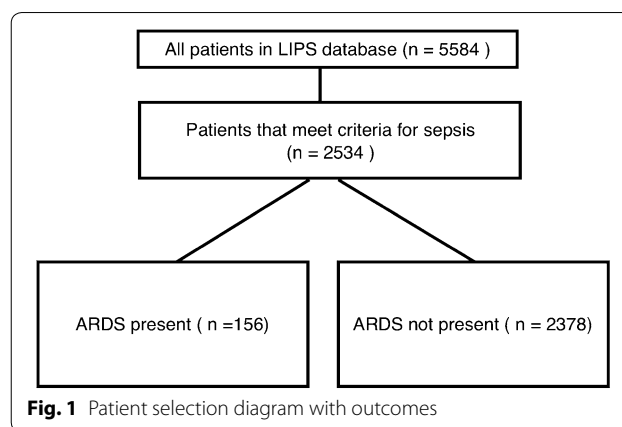 All patients in LIPS database (n = 5584 )
Patients that meet criteria for sepsis
(n = 2534 )
ARDS present ( n =156)
ARDS not present ( n = 2378)
Fig. 1 Patient selection diagram with outcomes